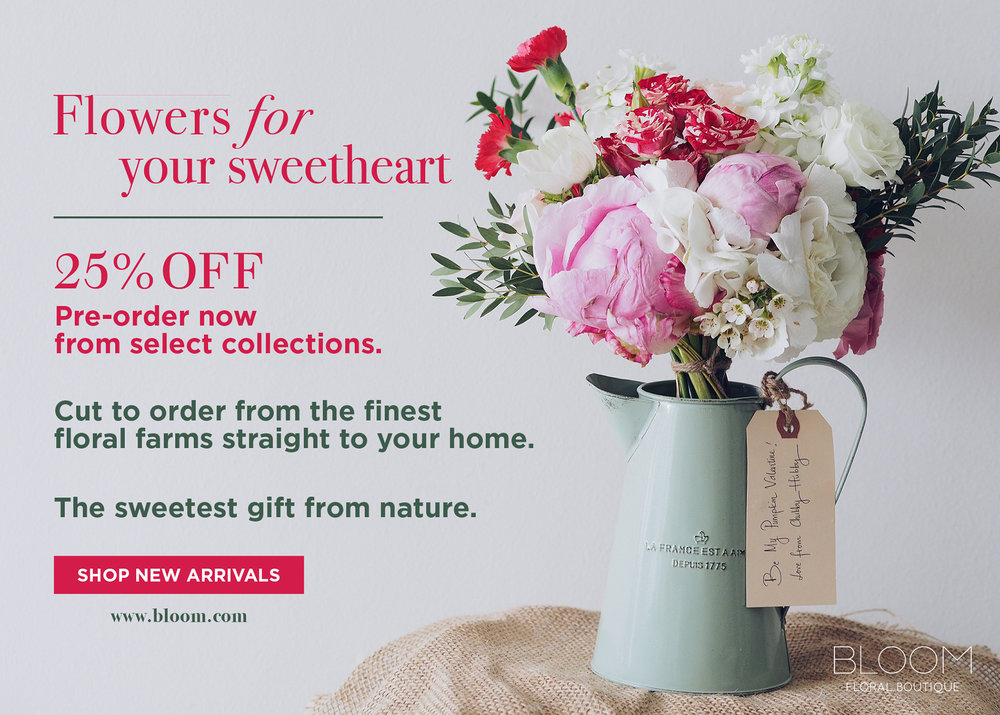 Flowers for
your sweetheart
25% OFF
Pre-order now
from select collections.
Cut to order from the finest
floral farms straight to your home.
The sweetest gift from nature.
SHOP NEW ARRIVALS
www.bloom.com
LA FRANCE EST A AIM
DEPUIS 1775
Be My Pumpkin Valentine!
Love from Chubby Hubby
BLOOM
FLORAL BOUTIQUE